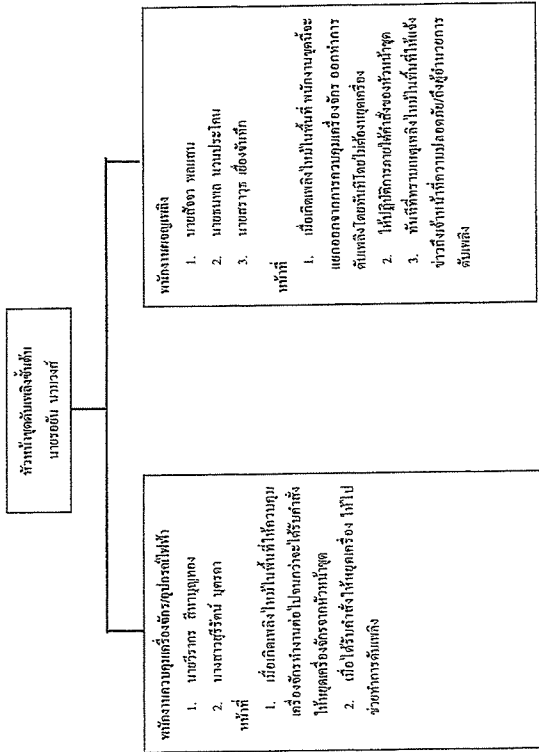 หัวหน้าชุดดับเพลิงขั้นต้น
นายรอยัน นามวงศ์
พนักงานควบคุมเครื่องจักร/อุปกรณ์ไฟฟ้า
1. นายวีรากร ถินาบุญทอง
2. นางสาวสุรีรัตน์ บุตรดา
หน้าที่
1. เมื่อเกิดเพลิงไหม้ในพื้นที่ให้ควบคุม
เครื่องจักรทำงานต่อไปจนกว่าจะได้รับคำสั่ง
ให้หยุดเครื่องจักรจากหัวหน้าชุด
2. เมื่อได้รับคำสั่งให้หยุดเครื่อง ให้ไป
ช่วยทำการดับเพลิง
พนักงานผจญเพลิง
1. นายสัจจา พลแสน
2. นายธนพล นวนประโคน
3. นายสราวุธ เชื่องจันทึก
หน้าที่
1. เมื่อเกิดเพลิงไหม้ในพื้นที่ พนักงานชุดนี้จะ
แยกออกจากการควบคุมเครื่องจักร ออกทำการ
ดับเพลิงโดยทันทีโดยไม่ต้องหยุดเครื่อง
2. ให้ปฏิบัติการภายใต้คำสั่งของหัวหน้าชุด
3. ทันทีที่ทราบเหตุเพลิงไหม้ในพื้นที่ให้แจ้ง
ข่าวถึงเจ้าหน้าที่ความปลอดภัย/ถึงผู้อำนวยการ
ดับเพลิง